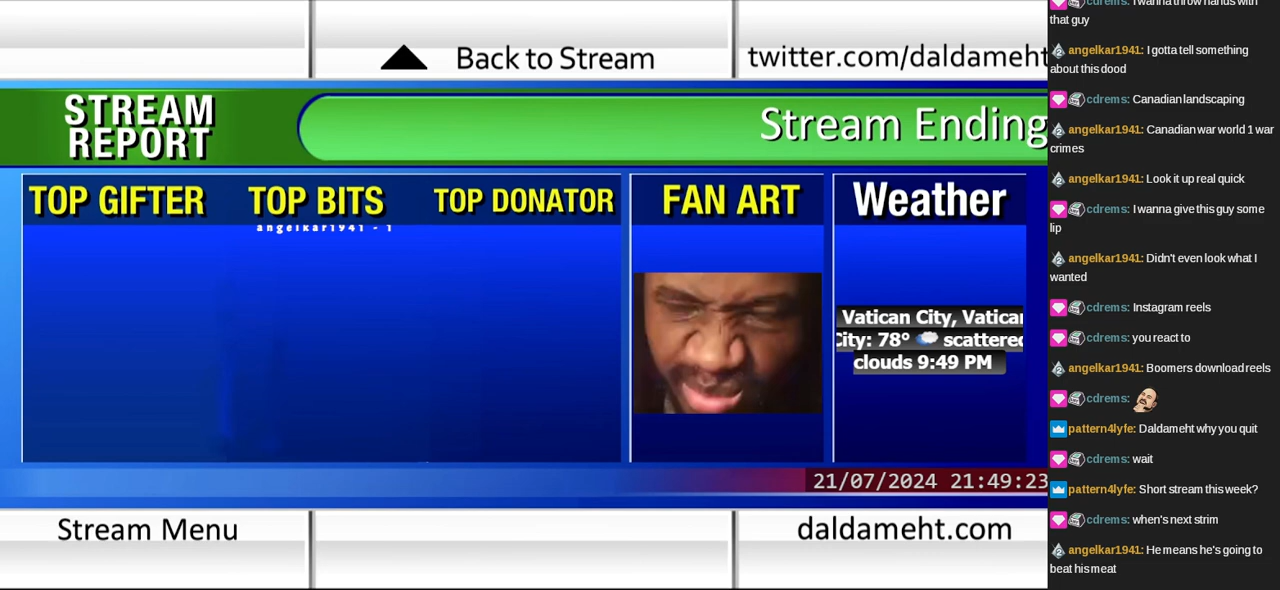 Back to Stream
twitter.com/daldameht
STREAM
REPORT
Stream Ending
TOP GIFTER
TOP BITS
TOP DONATOR
FAN ART
Weather
angelkar1941 - 1
Vatican City, Vatican
City: 78° scattered
clouds 9:49 PM
21/07/2024 21:49:23
Stream Menu
daldameht.com
cdrems: I wanna throw hands with
that guy
angelkar1941: I gotta tell something
about this dood
cdrems: Canadian landscaping
angelkar1941: Canadian war world 1 war
crimes
angelkar1941: Look it up real quick
cdrems: I wanna give this guy some
lip
angelkar1941: Didn't even look what I
wanted
cdrems: Instagram reels
cdrems: you react to
angelkar1941: Boomers download reels
cdrems:
pattern4lyfe: Daldameht why you quit
cdrems: wait
pattern4lyfe: Short stream this week?
cdrems: when's next strim
angelkar1941: He means he's going to
beat his meat